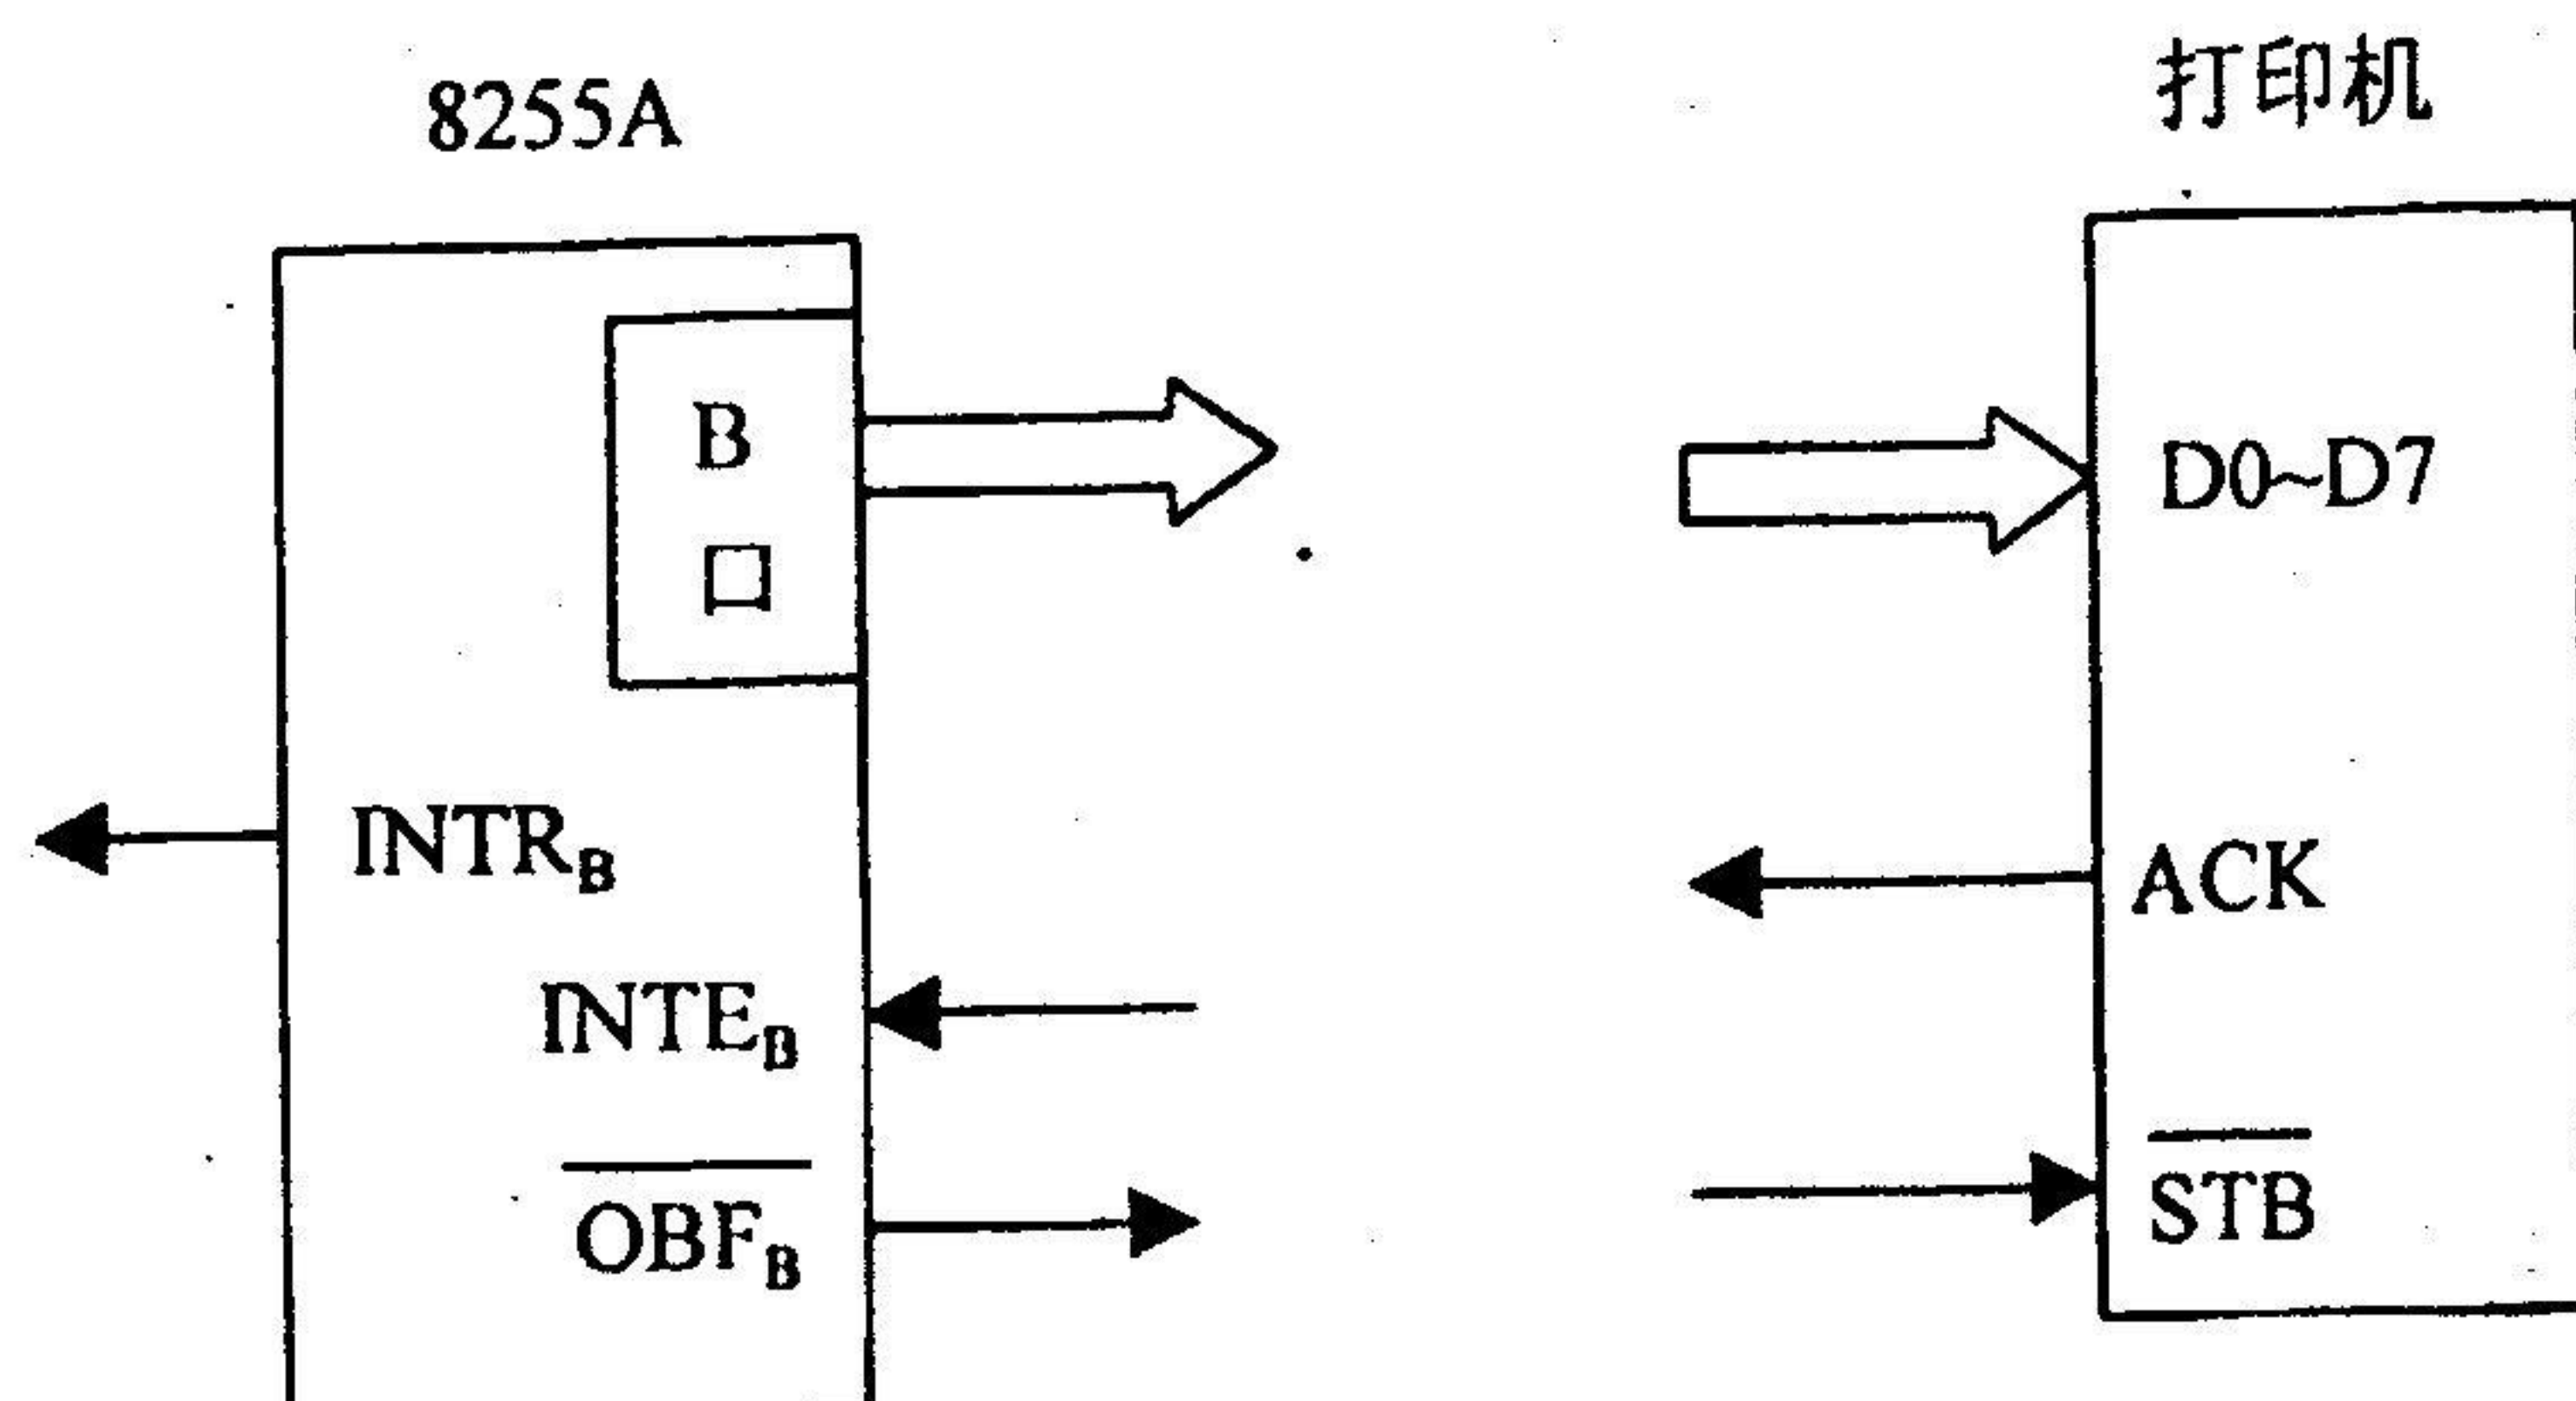 8255A
打印机
B
口
D0~D7
INTR_B
ACK
INTE_B
OBF_B
STB